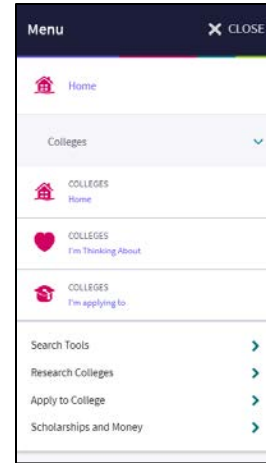 Menu
CLOSE
Home
Colleges
COLLEGES
Home
COLLEGES
I'm Thinking About
COLLEGES
I'm applying to
Search Tools
Research Colleges
Apply to College
Scholarships and Money